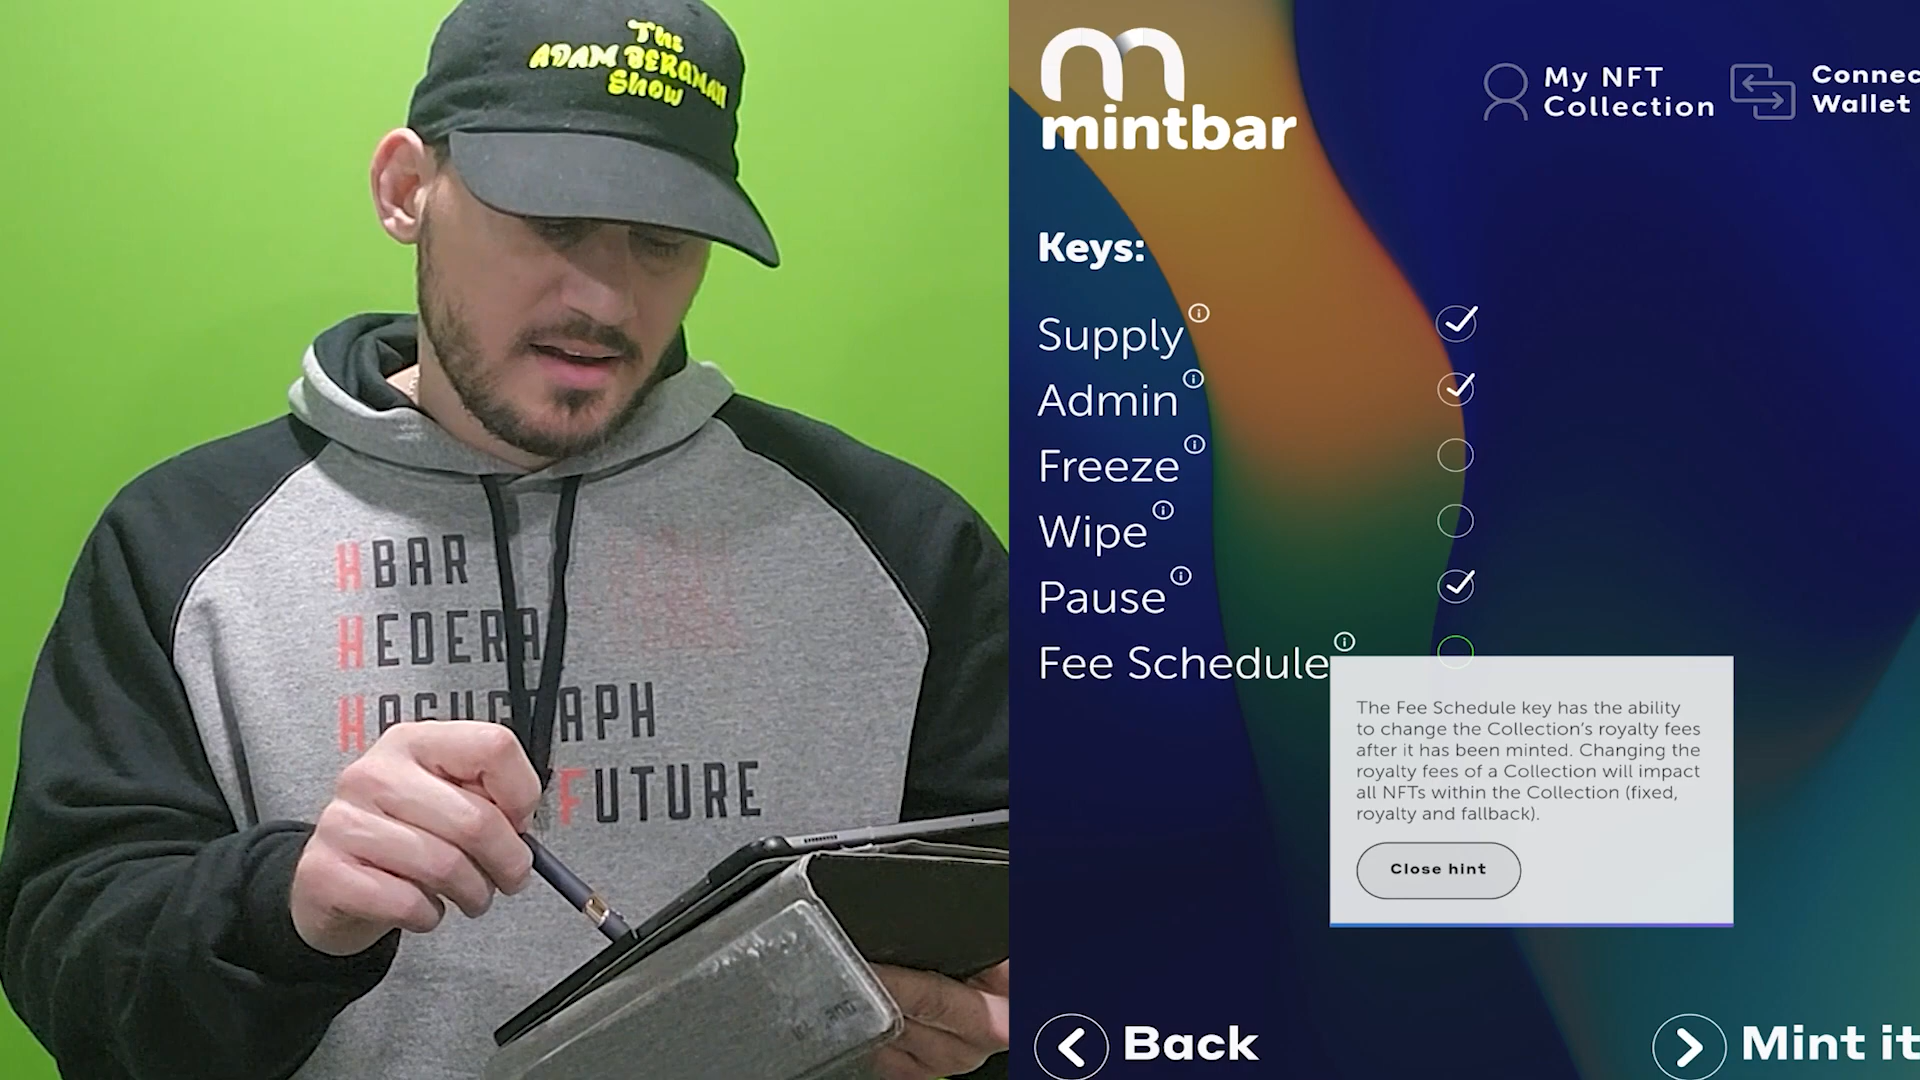 The
ADAM BERGMAN
Show
HBAR
HEDERA
HASHGRAPH
FUTURE
mintbar
My NFT
Collection
Connec
Wallet
Keys:
Supply
Admin
Freeze
Wipe
Pause
Fee Schedule
The Fee Schedule key has the ability
to change the Collection's royalty fees
after it has been minted. Changing the
royalty fees of a Collection will impact
all NFTs within the Collection (fixed,
royalty and fallback).
Close hint
Back
Mint it